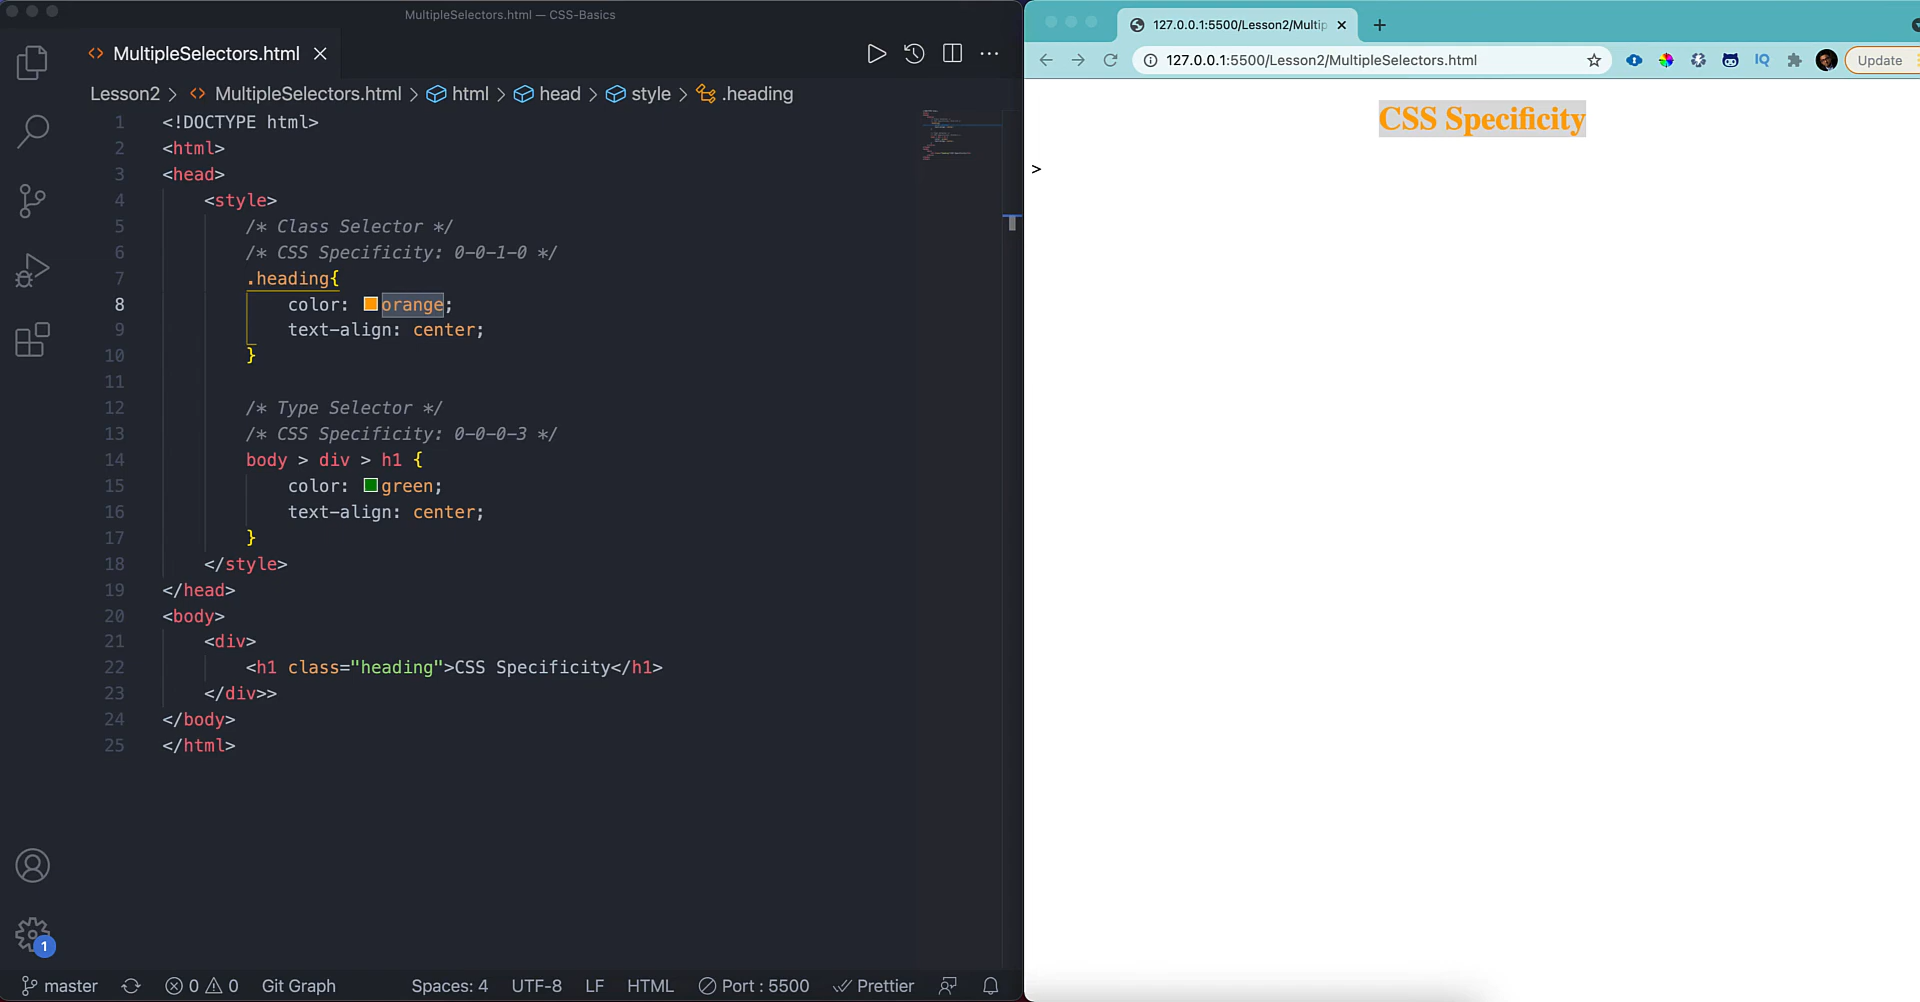 MultipleSelectors.html — CSS-Basics
MultipleSelectors.html
Lesson2 > MultipleSelectors.html > html > head > style > .heading
1 <!DOCTYPE html>
2 <html>
3 <head>
4 <style>
5 /* Class Selector */
6 /* CSS Specificity: 0-0-1-0 */
7 .heading{
8 color: orange;
9 text-align: center;
10 }
11
12 /* Type Selector */
13 /* CSS Specificity: 0-0-0-3 */
14 body > div > h1 {
15 color: green;
16 text-align: center;
17 }
18 </style>
19 </head>
20 <body>
21 <div>
22 <h1 class="heading">CSS Specificity</h1>
23 </div>>
24 </body>
25 </html>
1
master 0 0 Git Graph Spaces: 4 UTF-8 LF HTML Port : 5500 Prettier
127.0.0.1:5500/Lesson2/Multip
127.0.0.1:5500/Lesson2/MultipleSelectors.html IQ Update
CSS Specificity
>